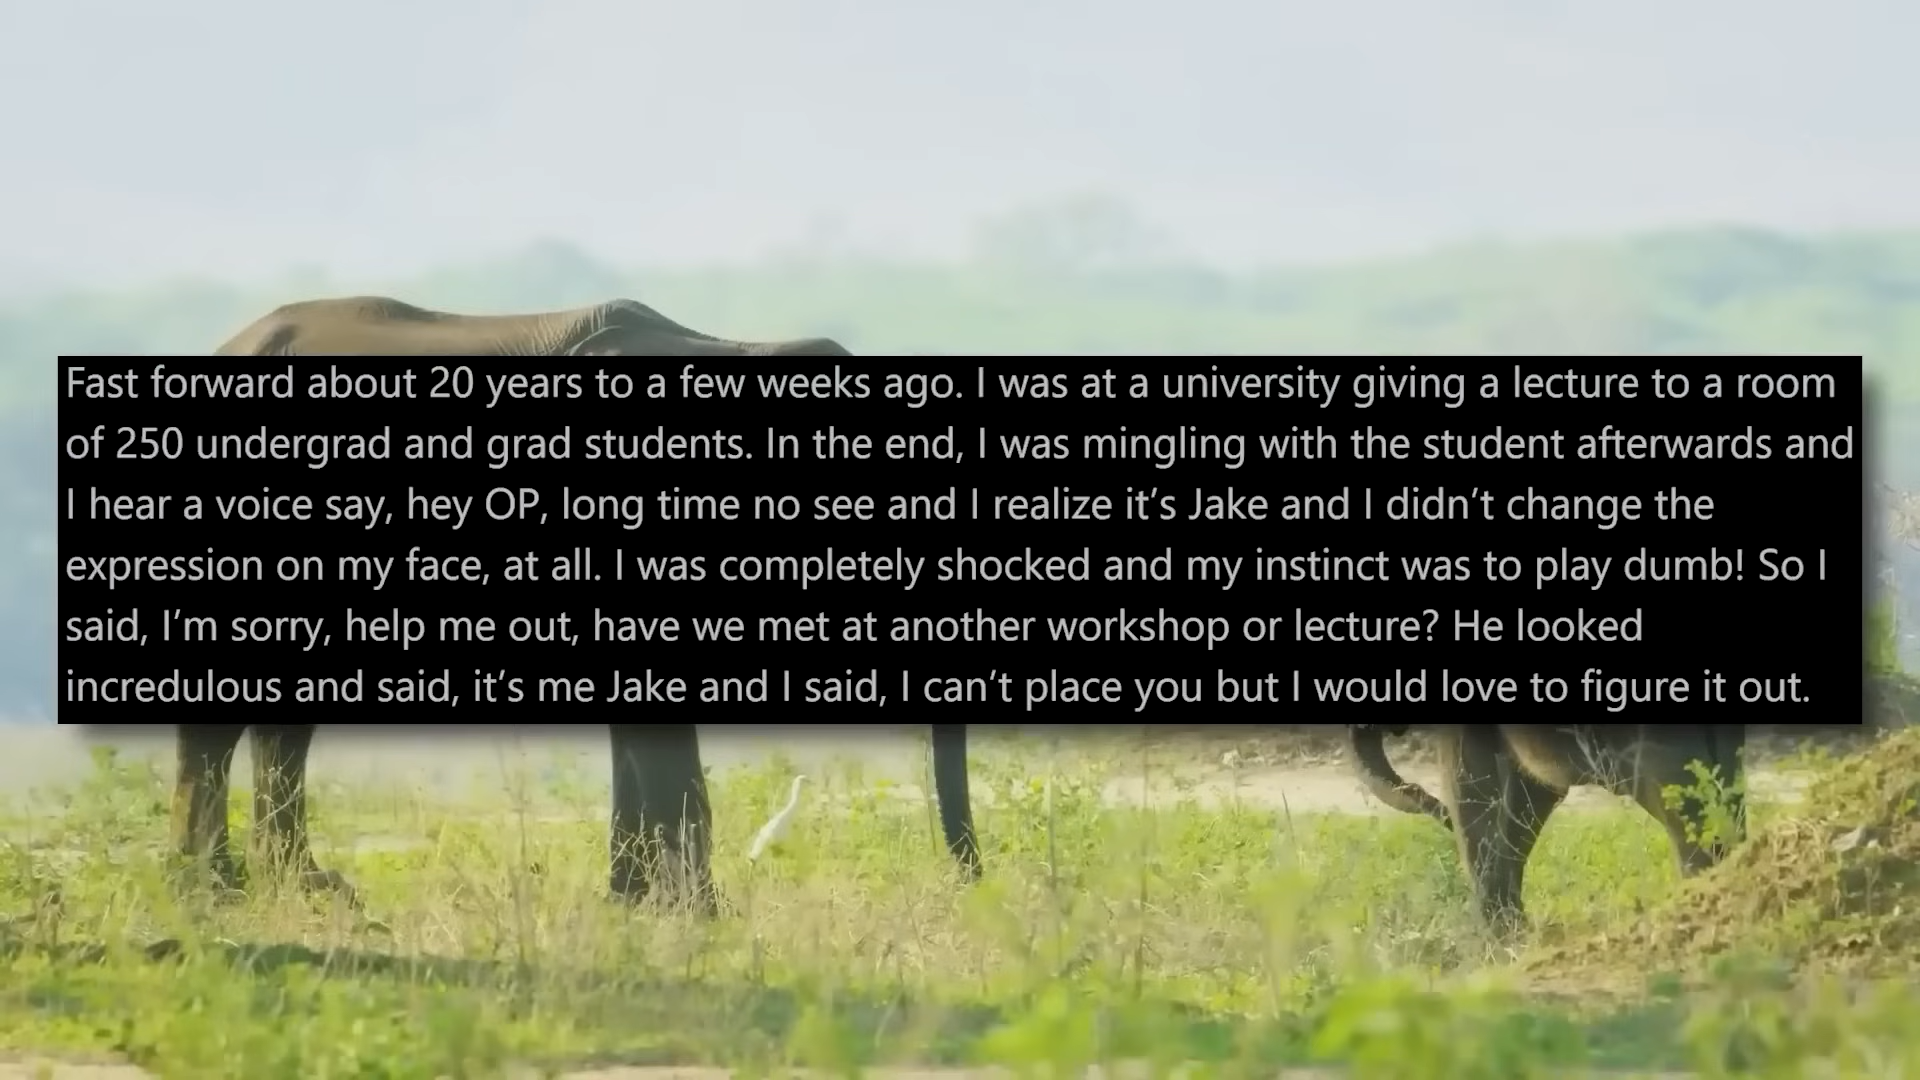 Fast forward about 20 years to a few weeks ago. I was at a university giving a lecture to a room
of 250 undergrad and grad students. In the end, I was mingling with the student afterwards and
I hear a voice say, hey OP, long time no see and I realize it’s Jake and I didn’t change the
expression on my face, at all. I was completely shocked and my instinct was to play dumb! So I
said, I’m sorry, help me out, have we met at another workshop or lecture? He looked
incredulous and said, it’s me Jake and I said, I can’t place you but I would love to figure it out.